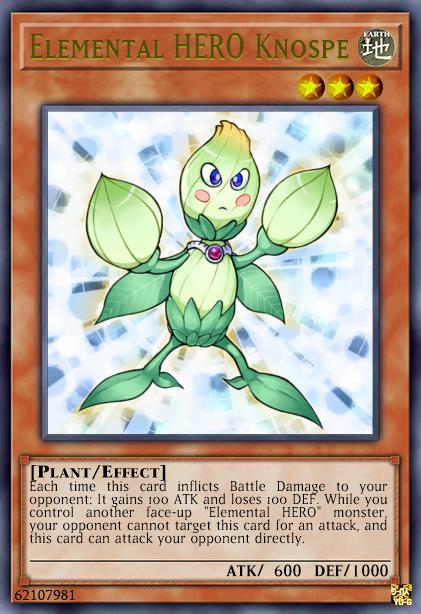 Elemental HERO Knospe
EARTH
地
[Plant/Effect]
Each time this card inflicts Battle Damage to your
opponent: It gains 100 ATK and loses 100 DEF. While you
control another face-up "Elemental HERO" monster,
your opponent cannot target this card for an attack, and
this card can attack your opponent directly.
ATK/ 600 DEF/1000
62107981